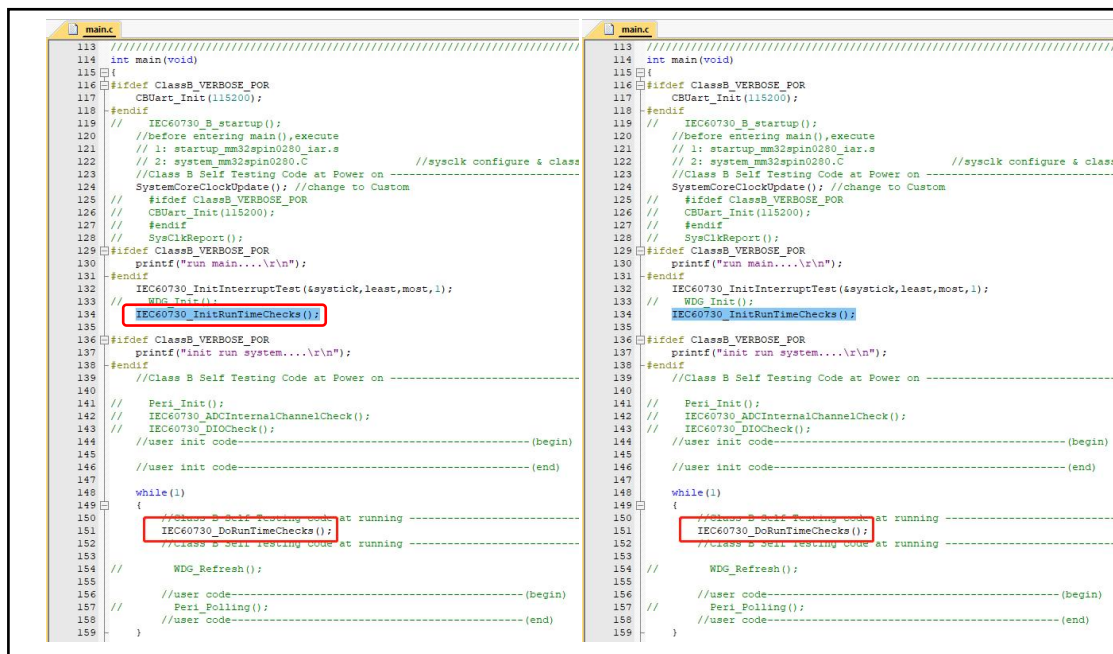 main.c
113 ////////////////////////////////////////////////////////////////////////////
114 int main(void)
115 {
116 #ifdef ClassB_VERBOSE_POR
117 CBUart_Init(115200);
118 #endif
119 // IEC60730_B_startup();
120 //before entering main(),execute
121 // 1: startup_mm32spin0280_iar.s
122 // 2: system_mm32spin0280.C //sysclk configure & class
123 //Class B Self Testing Code at Power on ------------------------------
124 SystemCoreClockUpdate(); //change to Custom
125 // #ifdef ClassB_VERBOSE_POR
126 // CBUart_Init(115200);
127 // #endif
128 // SysClkReport();
129 #ifdef ClassB_VERBOSE_POR
130 printf("run main....\r\n");
131 #endif
132 IEC60730_InitInterruptTest(&systick,least,most,1);
133 // WDG_Init();
134 IEC60730_InitRunTimeChecks();
135
136 #ifdef ClassB_VERBOSE_POR
137 printf("init run system....\r\n");
138 #endif
139 //Class B Self Testing Code at Power on ------------------------------
140
141 // Peri_Init();
142 // IEC60730_ADCInternalChannelCheck();
143 // IEC60730_DIOCheck();
144 //user init code----------------------------------------------(begin)
145
146 //user init code----------------------------------------------(end)
147
148 while(1)
149 {
150 //Class B Self Testing code at running ---------------------------
151 IEC60730_DoRunTimeChecks();
152 //Class B Self Testing code at running ---------------------------
153
154 // WDG_Refresh();
155
156 //user code----------------------------------------------(begin)
157 // Peri_Polling();
158 //user code----------------------------------------------(end)
159 }
main.c
113 ////////////////////////////////////////////////////////////////////////////
114 int main(void)
115 {
116 #ifdef ClassB_VERBOSE_POR
117 CBUart_Init(115200);
118 #endif
119 // IEC60730_B_startup();
120 //before entering main(),execute
121 // 1: startup_mm32spin0280_iar.s
122 // 2: system_mm32spin0280.C //sysclk configure & class
123 //Class B Self Testing Code at Power on ------------------------------
124 SystemCoreClockUpdate(); //change to Custom
125 // #ifdef ClassB_VERBOSE_POR
126 // CBUart_Init(115200);
127 // #endif
128 // SysClkReport();
129 #ifdef ClassB_VERBOSE_POR
130 printf("run main....\r\n");
131 #endif
132 IEC60730_InitInterruptTest(&systick,least,most,1);
133 // WDG_Init();
134 IEC60730_InitRunTimeChecks();
135
136 #ifdef ClassB_VERBOSE_POR
137 printf("init run system....\r\n");
138 #endif
139 //Class B Self Testing Code at Power on ------------------------------
140
141 // Peri_Init();
142 // IEC60730_ADCInternalChannelCheck();
143 // IEC60730_DIOCheck();
144 //user init code----------------------------------------------(begin)
145
146 //user init code----------------------------------------------(end)
147
148 while(1)
149 {
150 //Class B Self Testing code at running ---------------------------
151 IEC60730_DoRunTimeChecks();
152 //Class B Self Testing code at running ---------------------------
153
154 // WDG_Refresh();
155
156 //user code----------------------------------------------(begin)
157 // Peri_Polling();
158 //user code----------------------------------------------(end)
159 }